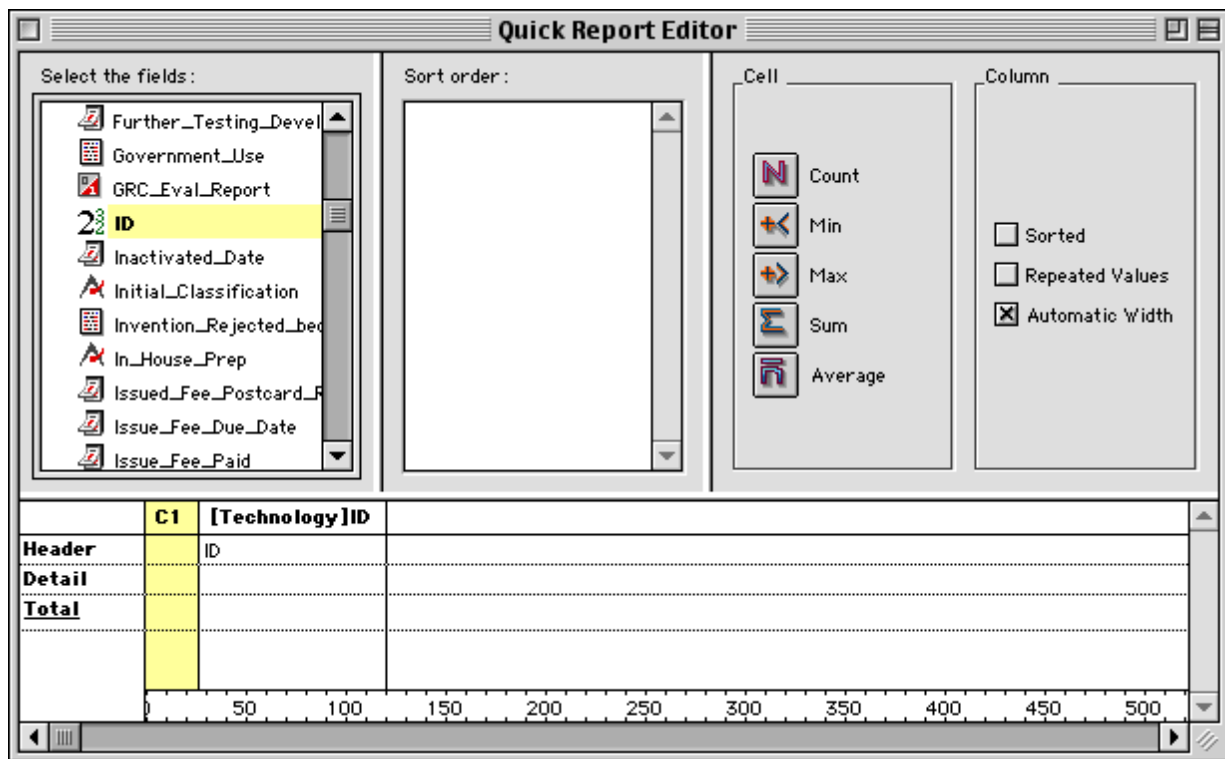 Quick Report Editor
Select the fields:
Further_Testing_Devel
Government_Use
GRC_Eval_Report
ID
Inactivated_Date
Initial_Classification
Invention_Rejected_bec
In_House_Prep
Issued_Fee_Postcard_R
Issue_Fee_Due_Date
Issue_Fee_Paid
Sort order:
Cell
Count
Min
Max
Sum
Average
Column
Sorted
Repeated Values
Automatic Width
C1 [Technology]ID
Header ID
Detail
Total
0 50 100 150 200 250 300 350 400 450 500